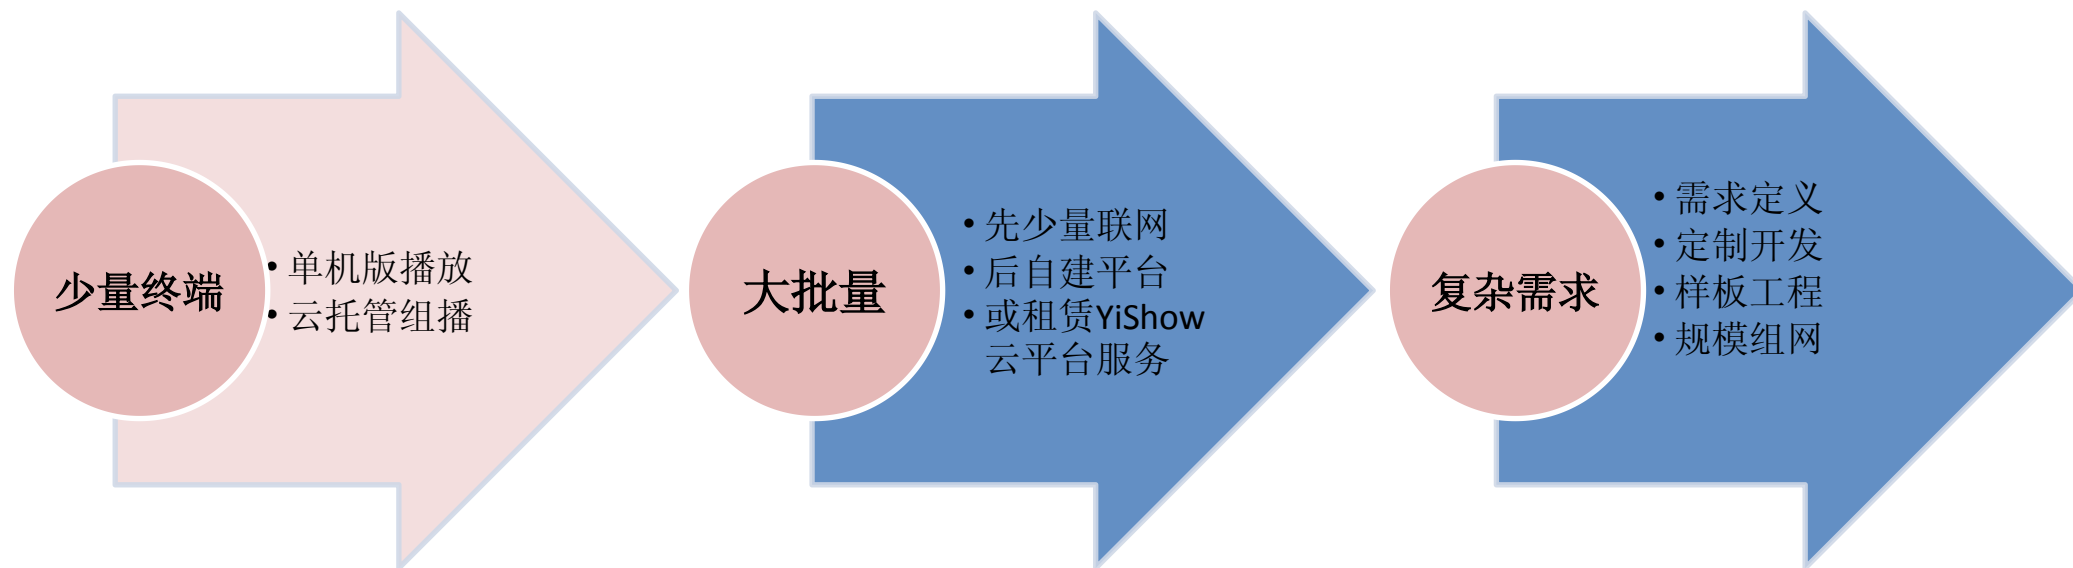 少量终端
• 单机版播放
• 云托管组播
大批量
• 先少量联网
• 后自建平台
• 或租赁YiShow
云平台服务
复杂需求
• 需求定义
• 定制开发
• 样板工程
• 规模组网